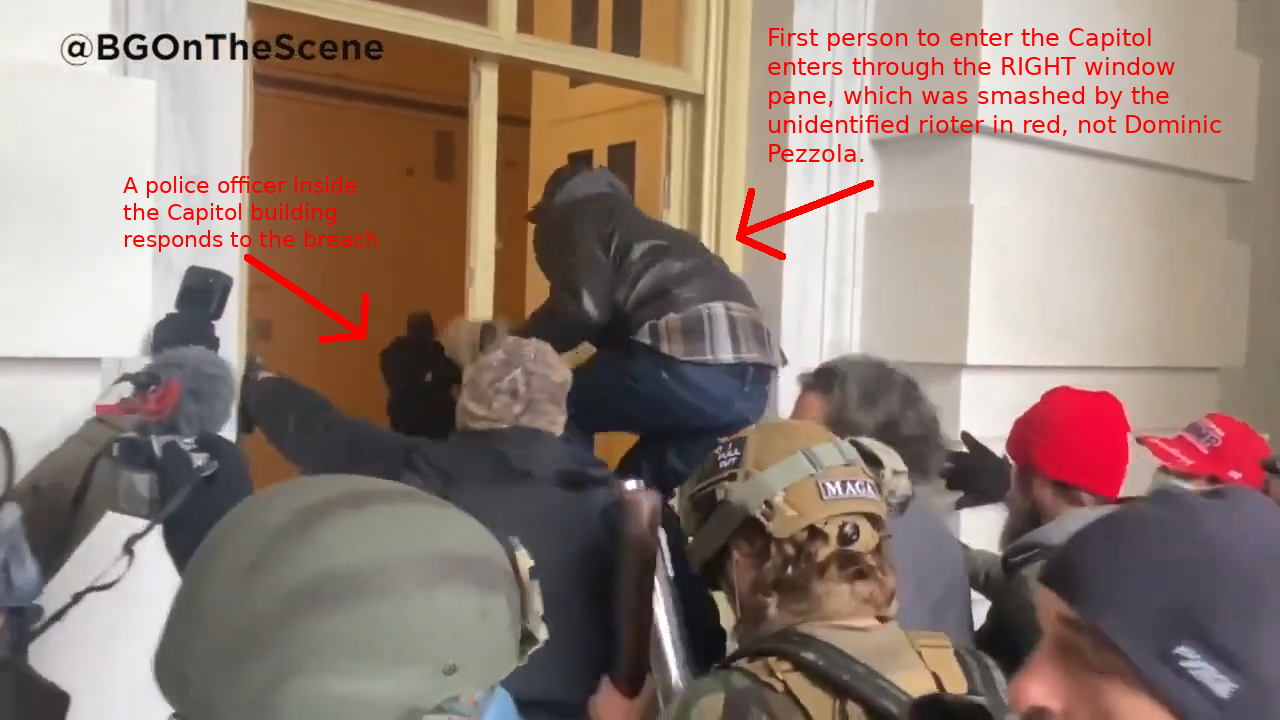 @BGOnTheScene
First person to enter the Capitol
enters through the RIGHT window
pane, which was smashed by the
unidentified rioter in red, not Dominic
Pezzola.
A police officer inside
the Capitol building
responds to the breach
MAGA